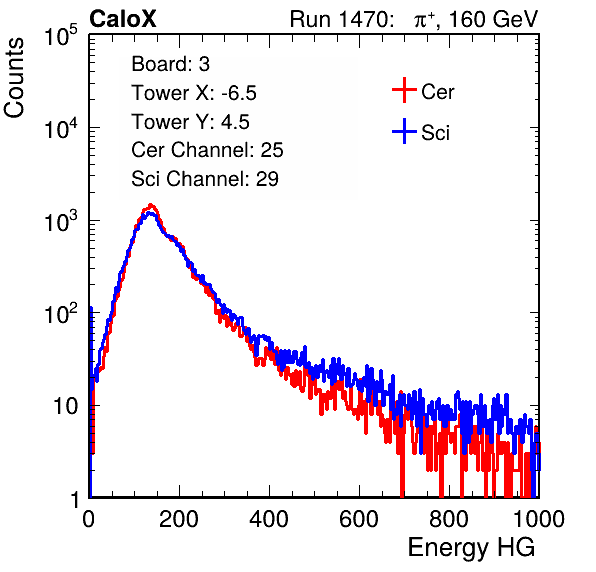 CaloX Run 1470: π⁺, 160 GeV
Counts
10⁵
10⁴
10³
10²
10
1
Board: 3
Tower X: -6.5
Tower Y: 4.5
Cer Channel: 25
Sci Channel: 29
Cer
Sci
0 200 400 600 800 1000
Energy HG